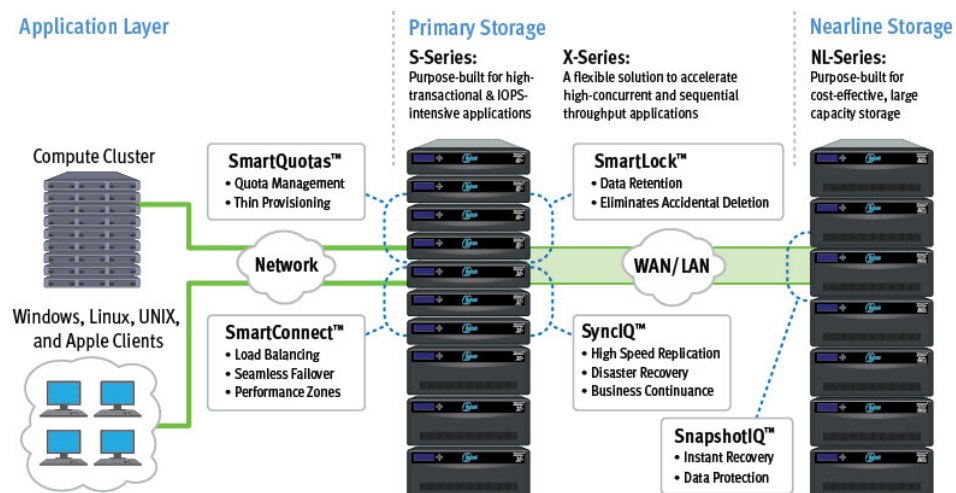 Application Layer
Primary Storage
Nearline Storage
S-Series:
Purpose-built for high-
transactional & IOPS-
intensive applications
X-Series:
A flexible solution to accelerate
high-concurrent and sequential
throughput applications
NL-Series:
Purpose-built for
cost-effective, large
capacity storage
Compute Cluster
SmartQuotas™
• Quota Management
• Thin Provisioning
SmartLock™
• Data Retention
• Eliminates Accidental Deletion
Network
WAN/LAN
Windows, Linux, UNIX,
and Apple Clients
SmartConnect™
• Load Balancing
• Seamless Failover
• Performance Zones
SyncIQ™
• High Speed Replication
• Disaster Recovery
• Business Continuance
SnapshotIQ™
• Instant Recovery
• Data Protection